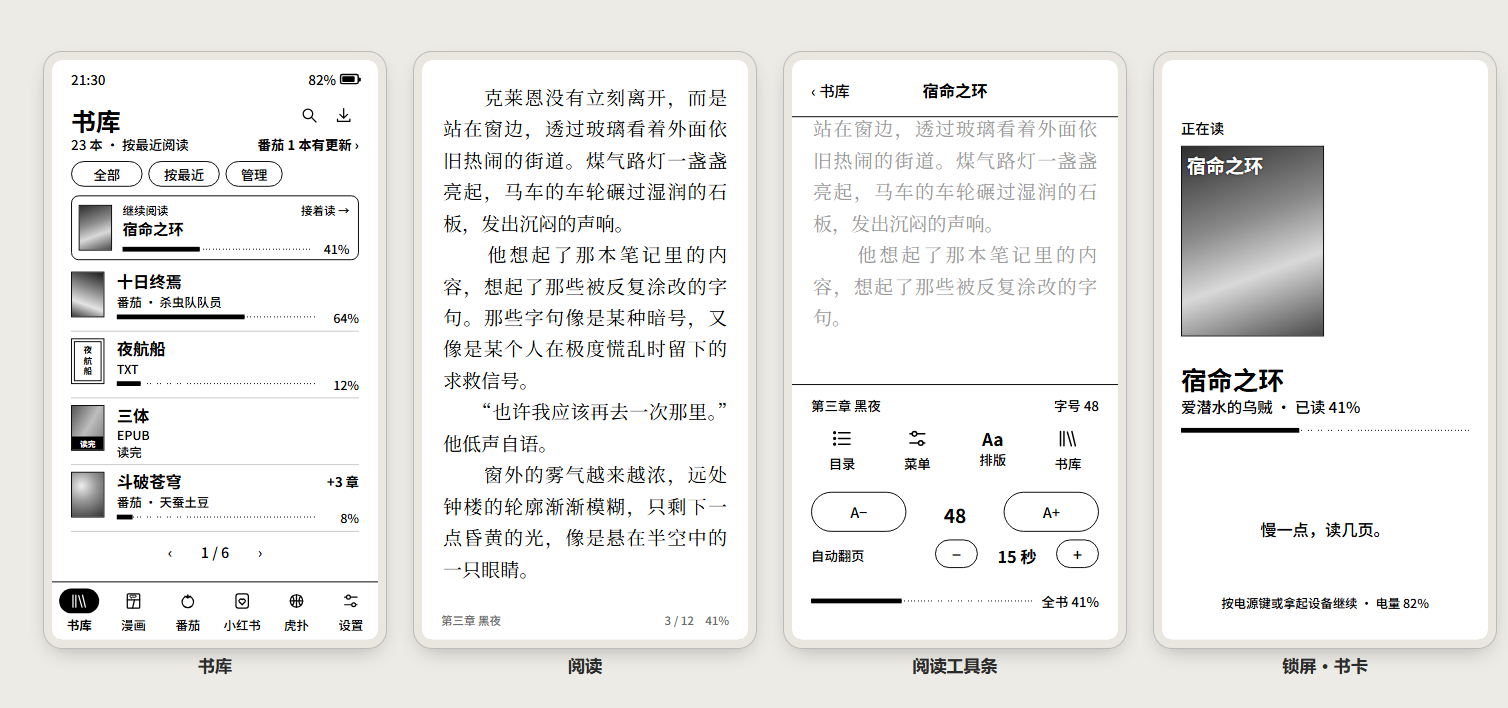 21:30
82%
书库
23 本 · 按最近阅读
番茄 1 本有更新 ›
全部
按最近
管理
继续阅读
接着读 →
宿命之环
41%
十日终焉
番茄 · 杀虫队队员
64%
夜航船
夜航船
TXT
12%
三体
EPUB
读完
读完
斗破苍穹
+3 章
番茄 · 天蚕土豆
8%
‹ 1 / 6 ›
书库
漫画
番茄
小红书
虎扑
设置
书库
克莱恩没有立刻离开，而是
站在窗边，透过玻璃看着外面依
旧热闹的街道。煤气路灯一盏盏
亮起，马车的车轮碾过湿润的石
板，发出沉闷的声响。
他想起了那本笔记里的内
容，想起了那些被反复涂改的字
句。那些字句像是某种暗号，又
像是某个人在极度慌乱时留下的
求救信号。
“也许我应该再去一次那里。”
他低声自语。
窗外的雾气越来越浓，远处
钟楼的轮廓渐渐模糊，只剩下一
点昏黄的光，像是悬在半空中的
一只眼睛。
第三章 黑夜
3 / 12 41%
阅读
‹ 书库
宿命之环
站在窗边，透过玻璃看着外面依
旧热闹的街道。煤气路灯一盏盏
亮起，马车的车轮碾过湿润的石
板，发出沉闷的声响。
他想起了那本笔记里的内
容，想起了那些被反复涂改的字
句。
第三章 黑夜
字号 48
目录
菜单
Aa
排版
书库
A−
48
A+
自动翻页
−
15 秒
+
全书 41%
阅读工具条
正在读
宿命之环
宿命之环
爱潜水的乌贼 · 已读 41%
慢一点，读几页。
按电源键或拿起设备继续 · 电量 82%
锁屏 · 书卡